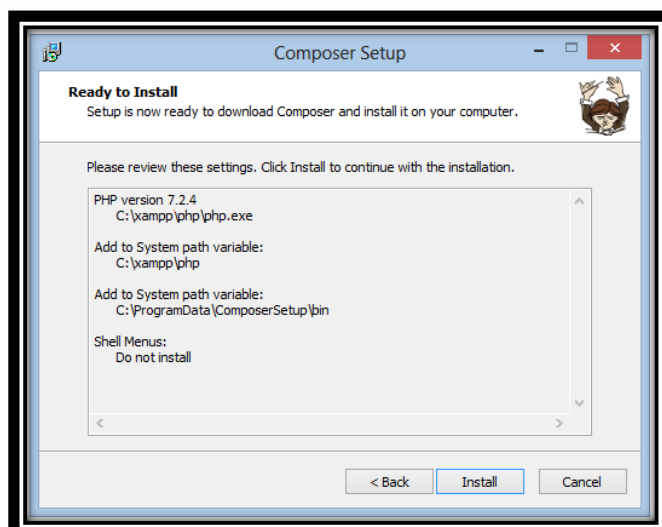 Composer Setup
Ready to Install
Setup is now ready to download Composer and install it on your computer.
Please review these settings. Click Install to continue with the installation.
PHP version 7.2.4
C:\xampp\php\php.exe
Add to System path variable:
C:\xampp\php
Add to System path variable:
C:\ProgramData\ComposerSetup\bin
Shell Menus:
Do not install
< Back
Install
Cancel